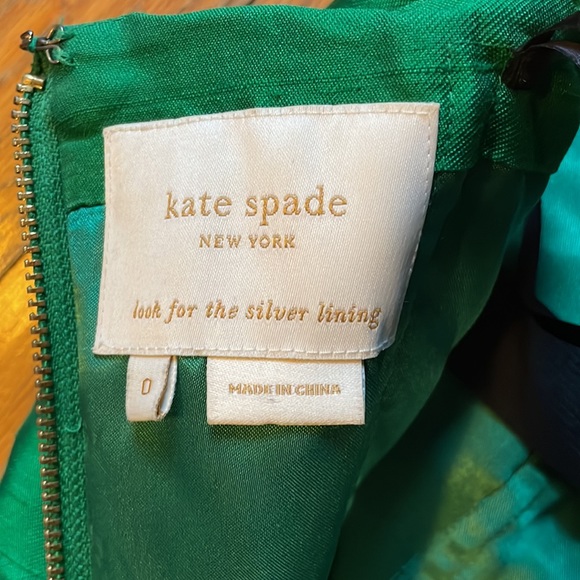 kate spade
NEW YORK
look for the silver lining
0
MADE IN CHINA